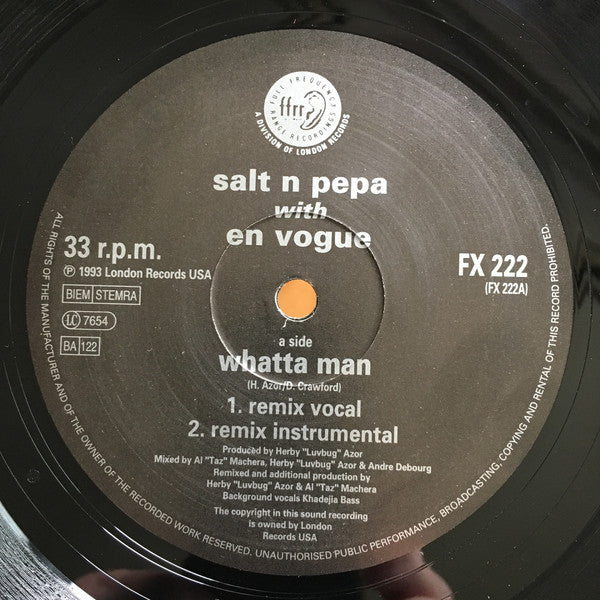 FULL FREQUENCY
ffrr
RANGE RECORDINGS
A DIVISION OF LONDON RECORDS
salt n pepa
with
en vogue
33 r.p.m.
℗ 1993 London Records USA
BIEM STEMRA
LC 7654
BA 122
FX 222
(FX 222A)
a side
whatta man
(H. Azor/D. Crawford)
1. remix vocal
2. remix instrumental
Produced by Herby "Luvbug" Azor
Mixed by Al "Taz" Machera, Herby "Luvbug" Azor & Andre Debourg
Remixed and additional production by
Herby "Luvbug" Azor & Al "Taz" Machera
Background vocals Khadejia Bass
The copyright in this sound recording
is owned by London
Records USA
ALL RIGHTS OF THE MANUFACTURER AND OF THE OWNER OF THE RECORDED WORK RESERVED. UNAUTHORISED PUBLIC PERFORMANCE, BROADCASTING, COPYING AND RENTAL OF THIS RECORD PROHIBITED.